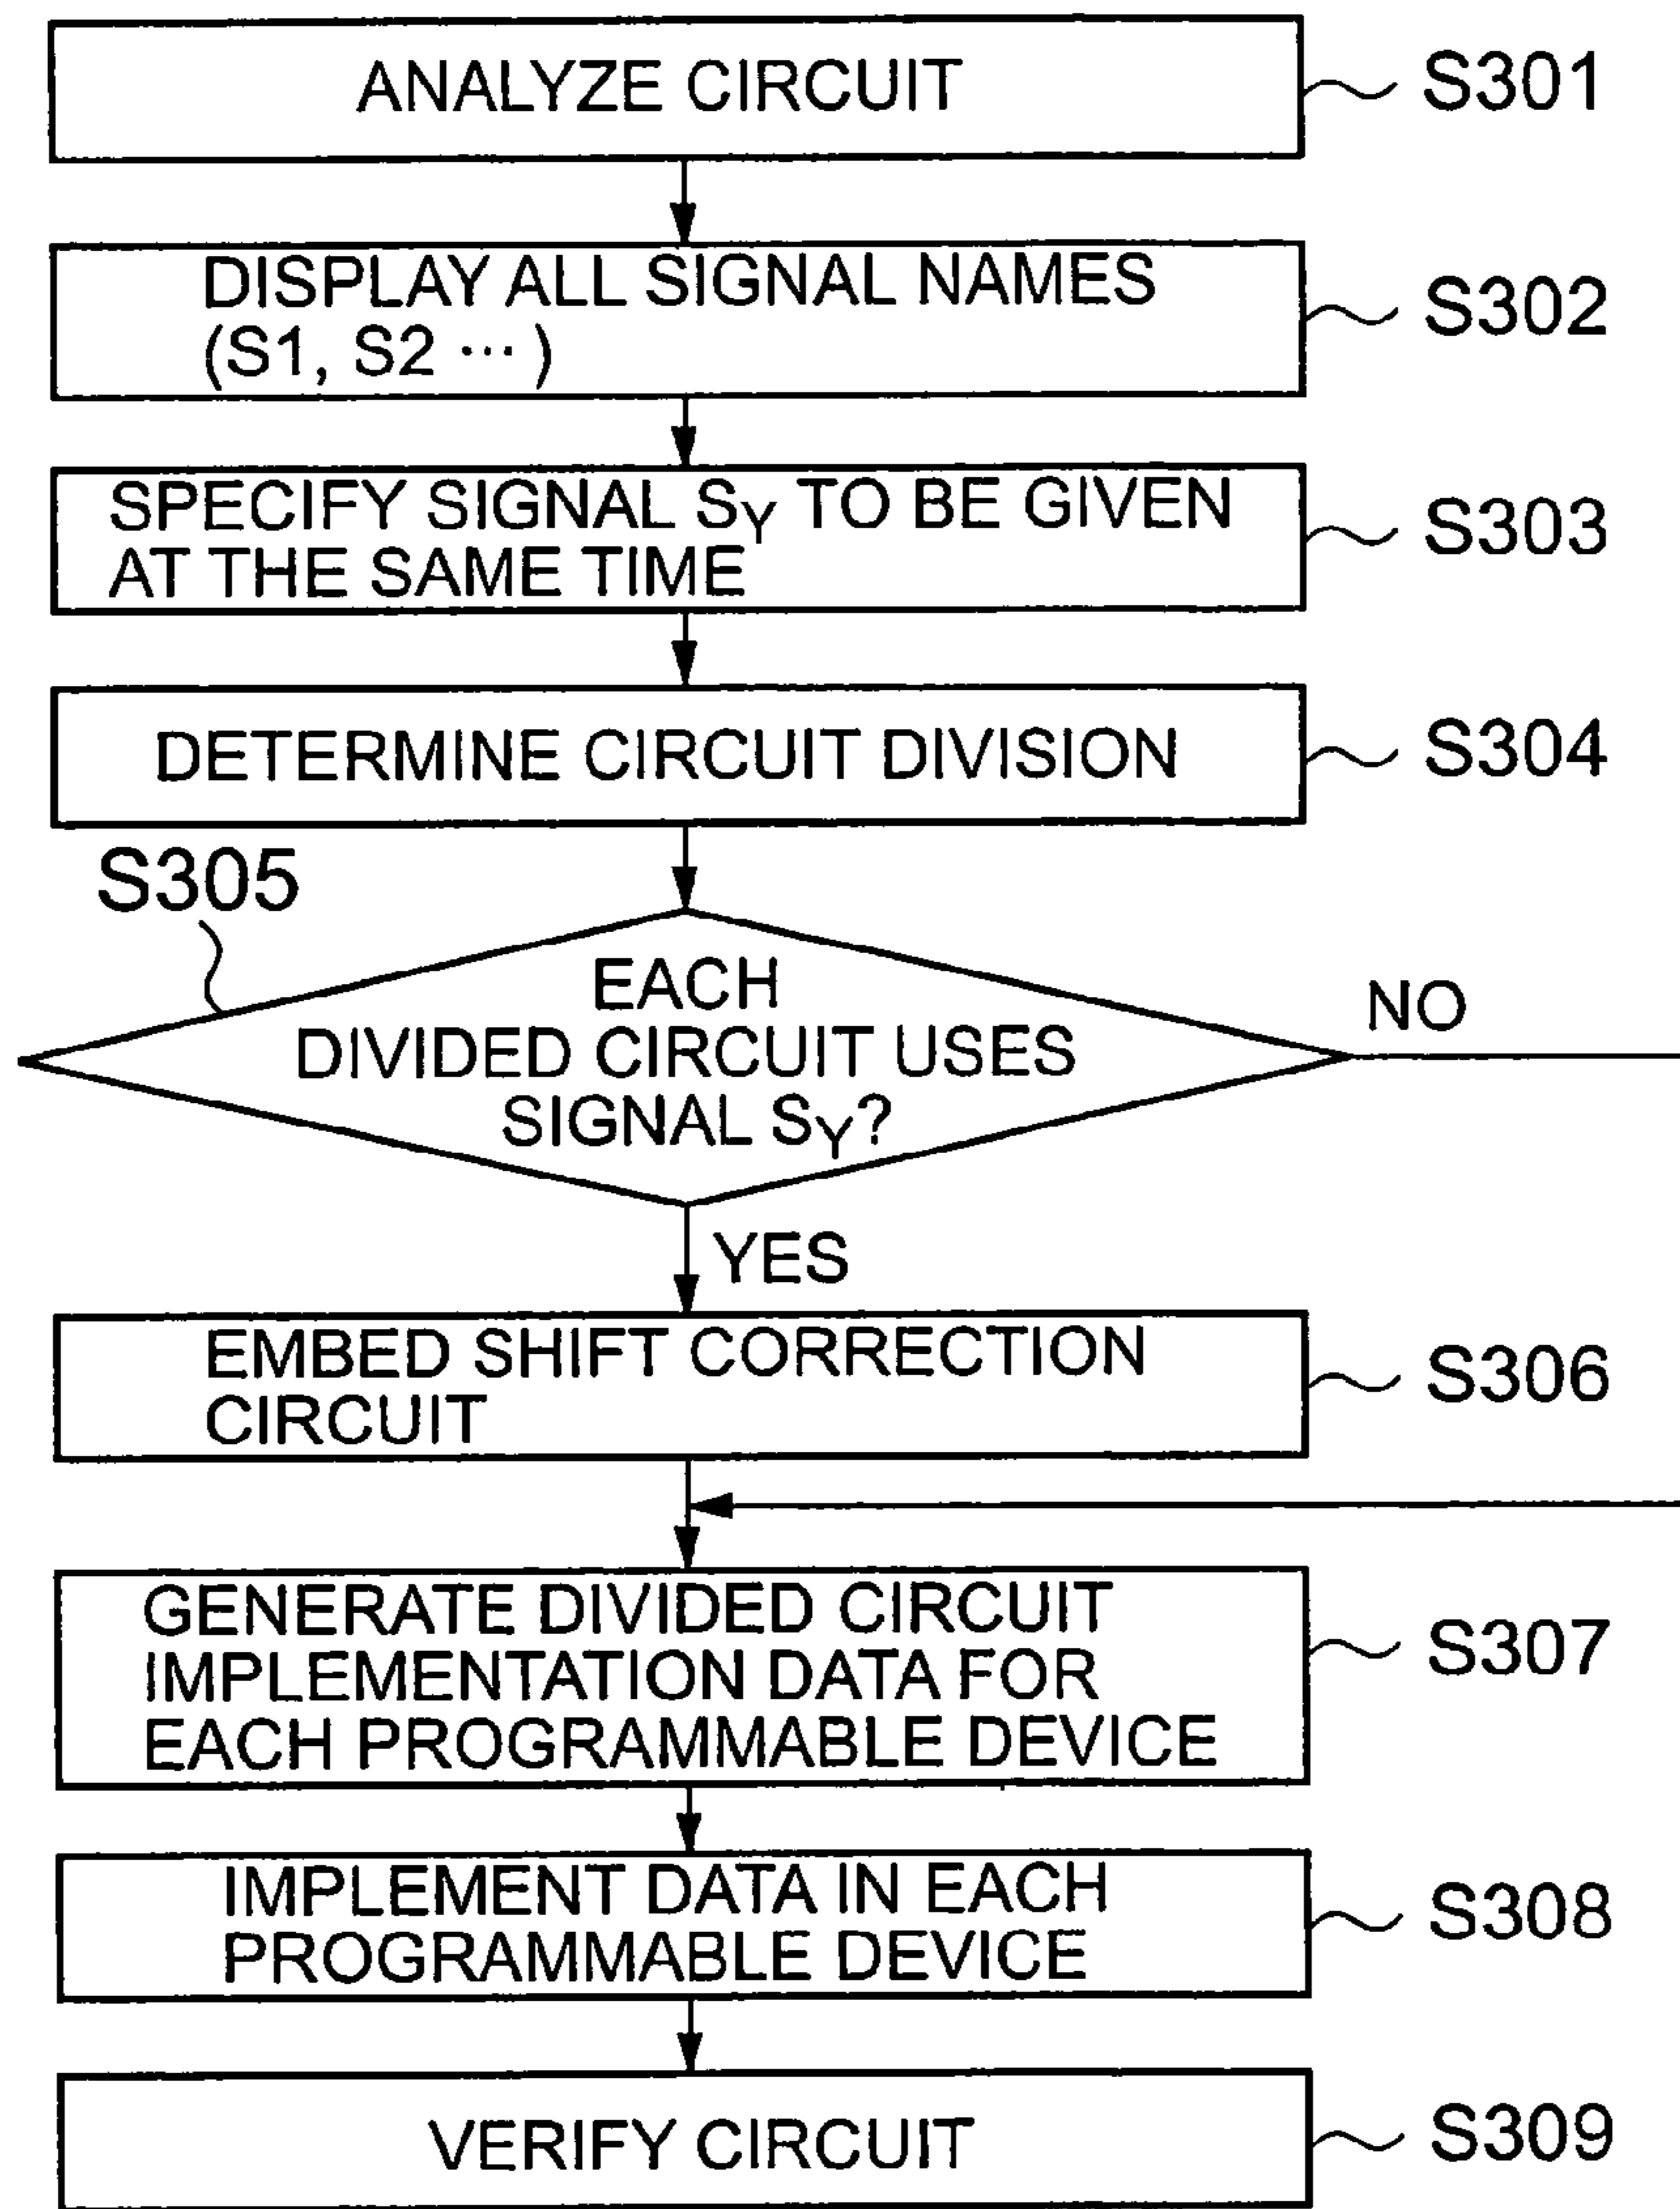 ANALYZE CIRCUIT
S301
DISPLAY ALL SIGNAL NAMES
(S1, S2 ··· )
S302
SPECIFY SIGNAL SY TO BE GIVEN
AT THE SAME TIME
S303
DETERMINE CIRCUIT DIVISION
S304
S305
EACH
DIVIDED CIRCUIT USES
SIGNAL SY?
NO
YES
EMBED SHIFT CORRECTION
CIRCUIT
S306
GENERATE DIVIDED CIRCUIT
IMPLEMENTATION DATA FOR
EACH PROGRAMMABLE DEVICE
S307
IMPLEMENT DATA IN EACH
PROGRAMMABLE DEVICE
S308
VERIFY CIRCUIT
S309